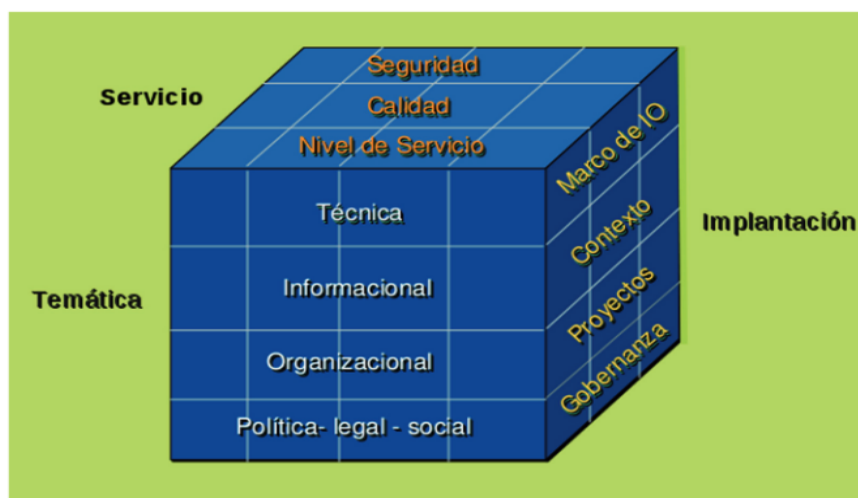 Seguridad
Servicio
Calidad
Nivel de Servicio
Marco de IO
Técnica
Contexto
Implantación
Informacional
Temática
Proyectos
Organizacional
Gobernanza
Política- legal - social